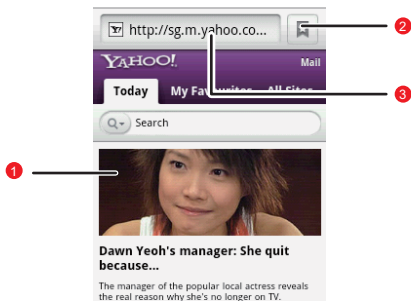 http://sg.m.yahoo.co...
2
YAHOO!
Mail
3
Today
My Favourites
All Sites
Search
1
Dawn Yeoh's manager: She quit
because...
The manager of the popular local actress reveals
the real reason why she's no longer on TV.